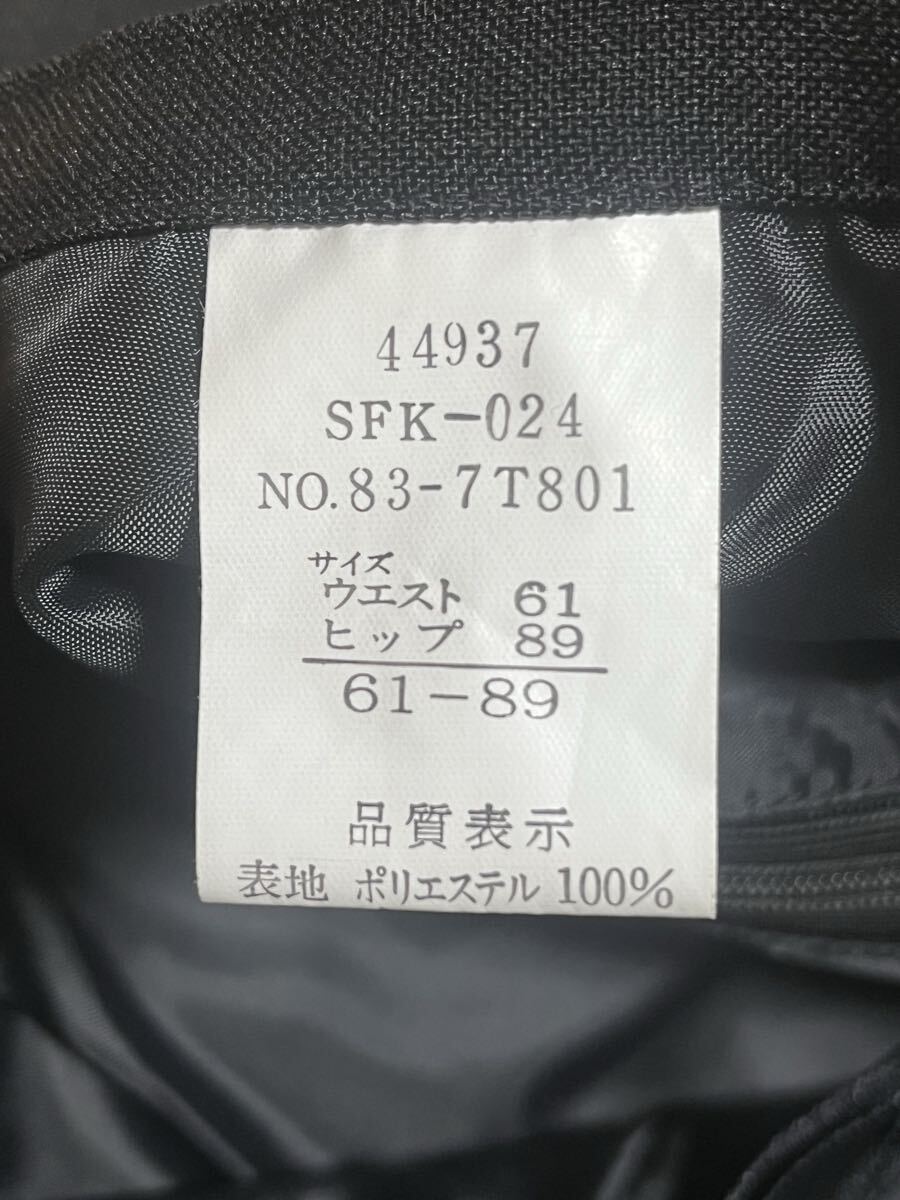 44937
SFK-024
NO.83-7T801
サイズ
ウエスト 61
ヒップ 89
61-89
品質表示
表地 ポリエステル 100%